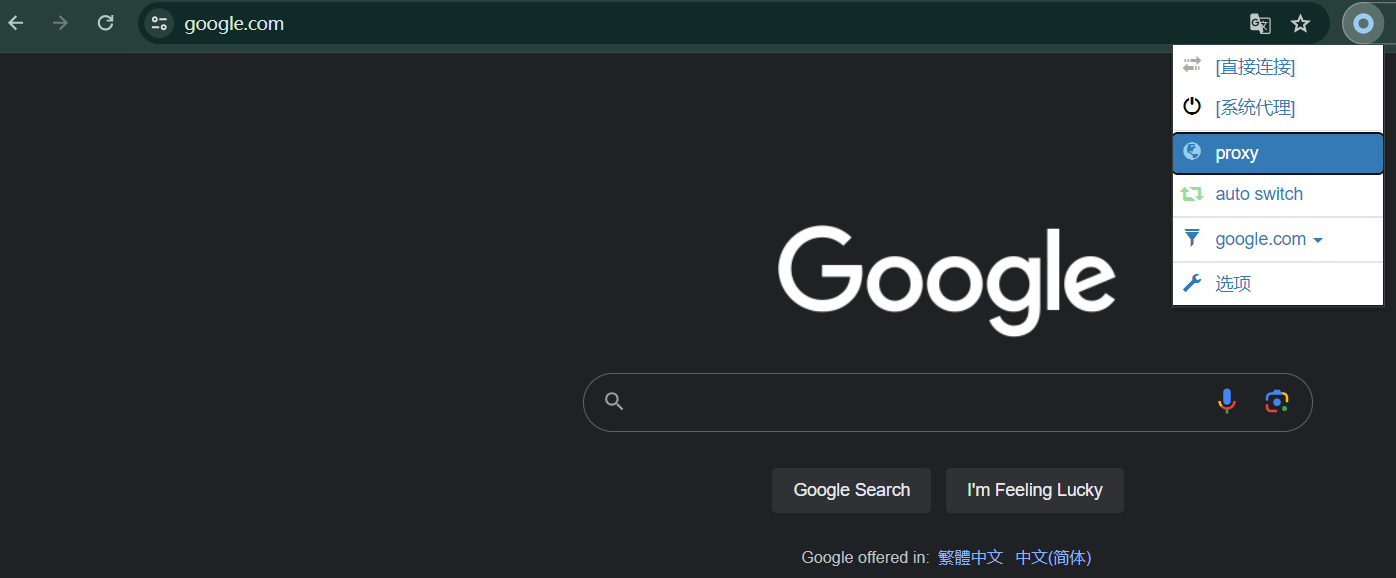 google.com
[直接连接]
[系统代理]
proxy
auto switch
google.com
选项
Google
Google Search
I'm Feeling Lucky
Google offered in: 繁體中文 中文(简体)